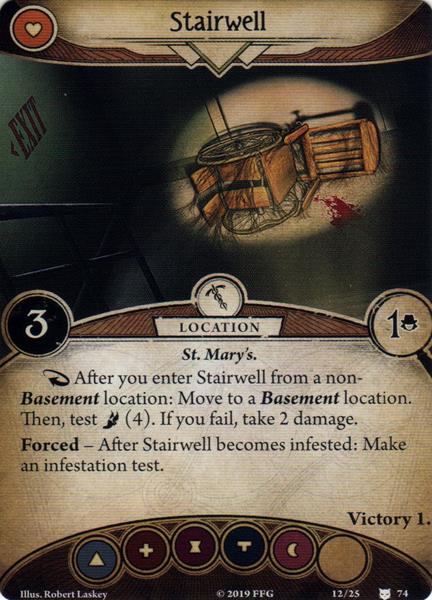 Stairwell
EXIT
3
LOCATION
1
St. Mary's.
After you enter Stairwell from a non-
Basement location: Move to a Basement location.
Then, test (4). If you fail, take 2 damage.
Forced – After Stairwell becomes infested: Make
an infestation test.
Victory 1.
Illus. Robert Laskey
© 2019 FFG
12/25
74